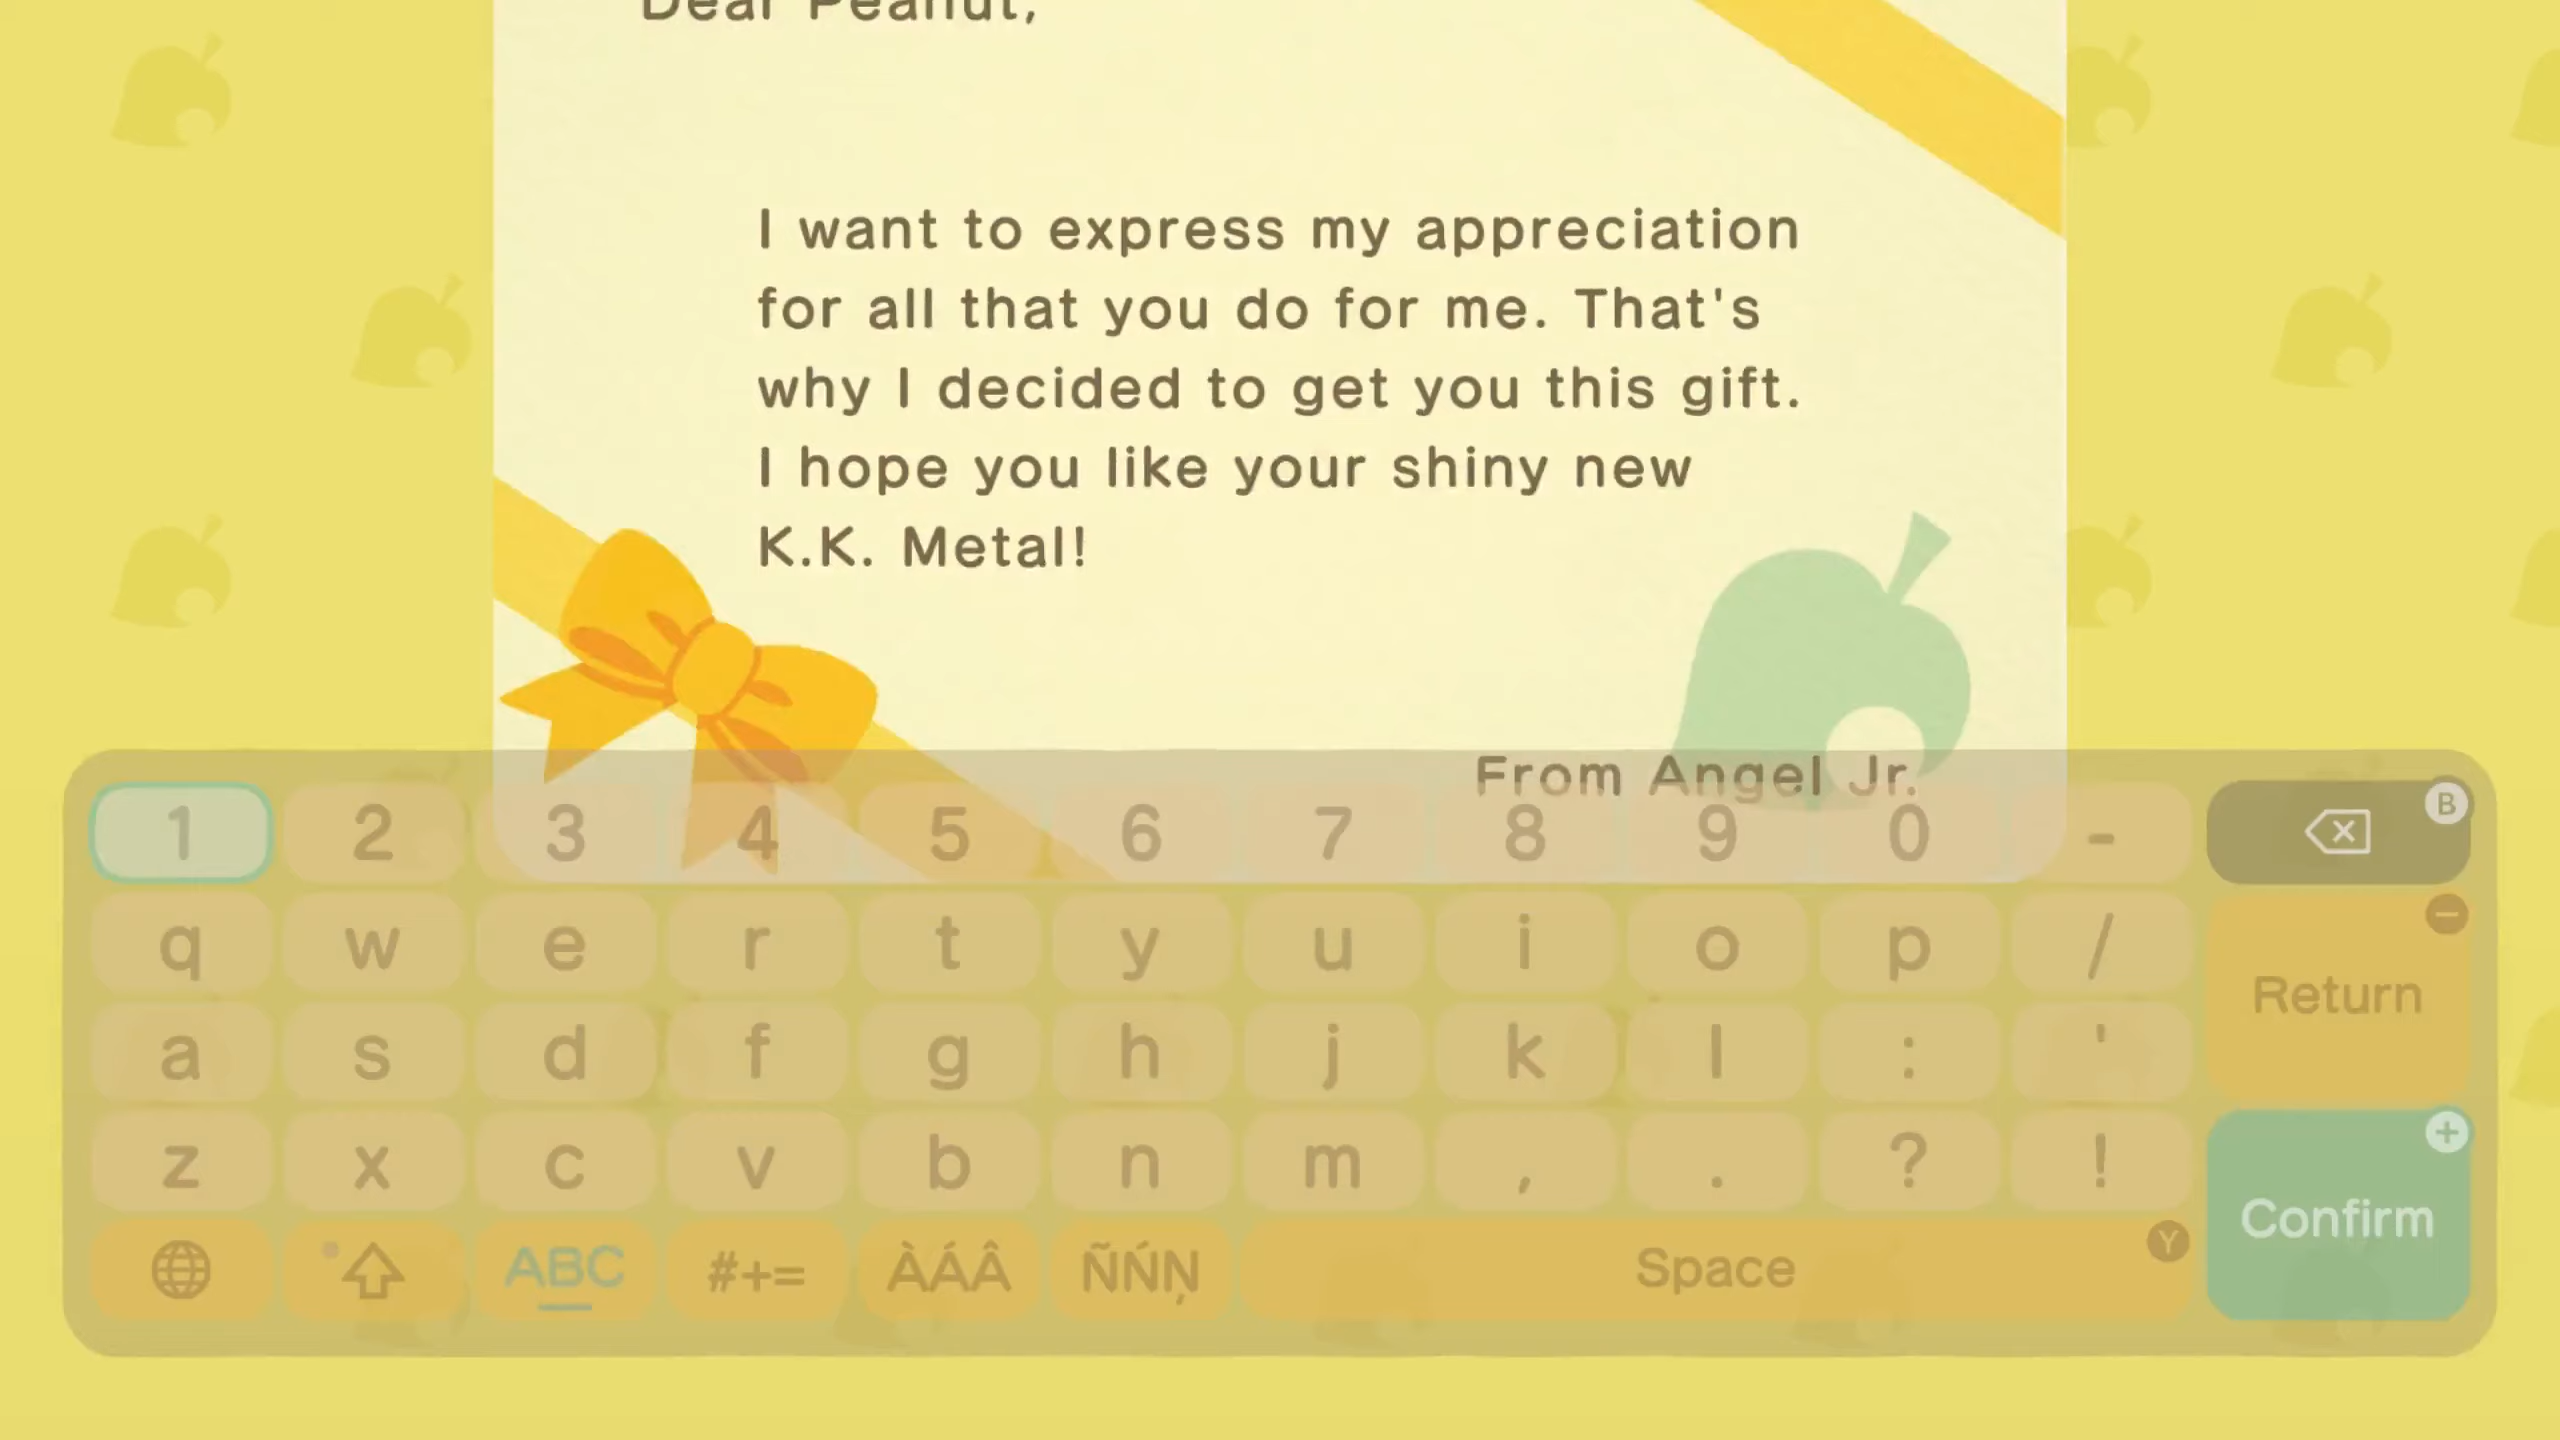 Dear Peanut,
I want to express my appreciation
for all that you do for me. That's
why I decided to get you this gift.
I hope you like your shiny new
K.K. Metal!
From Angel Jr.
1 2 3 4 5 6 7 8 9 0 - B
q w e r t y u i o p /
Return
a s d f g h j k l : '
z x c v b n m , . ? !
Confirm
ABC #+= ÀÁÂ ÑŃŅ Space Y